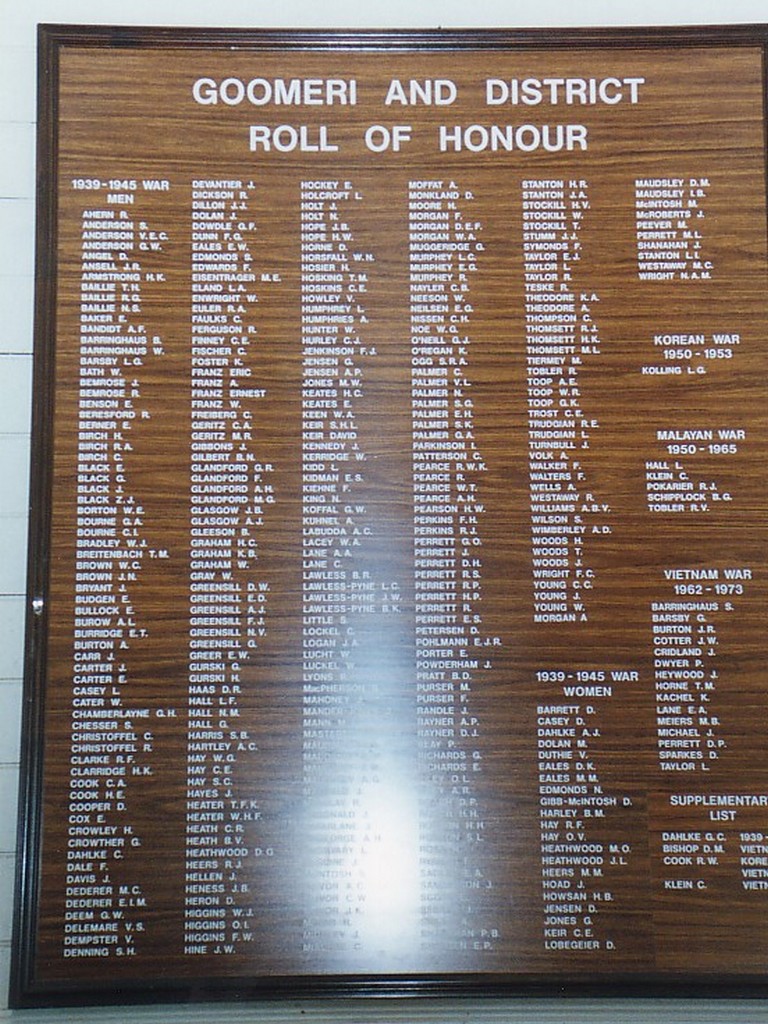 GOOMERI AND DISTRICT
ROLL OF HONOUR
1939-1945 WAR
MEN
AHERN R.
ANDERSON S.
ANDERSON V.E.C.
ANDERSON G.W.
ANGEL D.
ANSELL J.R.
ARMSTRONG H.K.
BAILLIE T.H.
BAILLIE R.G.
BAILLIE N.S.
BAKER E.
BANDIT A.F.
BARRINGHAUS B.
BARRINGHAUS W.
BARSBY L.G.
BATH W.
BEMROSE J.
BEMROSE R.
BENSON E.
BERESFORD R.
BERNER E.
BIRCH H.
BIRCH R.A.
BIRCH C.
BLACK E.
BLACK G.
BLACK J.
BLACK Z.J.
BORTON W.E.
BOURNE G.A.
BOURNE C.I.
BRADLEY W.J.
BREITENBACH T.M.
BROWN W.C.
BROWN J.N.
BRYANT J.
BUDGEN E.
BULLOCK E.
BUROW A.L.
BURRIDGE E.T.
BURTON A.
CARR J.
CARTER J.
CARTER E.
CASEY L.
CATER W.
CHAMBERLAYNE G.H.
CHESSER S.
CHRISTOFFEL C.
CHRISTOFFEL R.
CLARKE R.F.
CLARRIDGE H.K.
COOK C.A.
COOK H.E.
COOPER D.
COX E.
CROWLEY H.
CROWTHER G.
DAHLKE C.
DALE F.
DAVIS J.
DEDERER M.C.
DEDERER E.I.M.
DEEM G.W.
DELEMARE V.S.
DEMPSTER V.
DENNING S.H.
DEVANTIER J.
DICKSON R.
DILLON J.J.
DOLAN J.
DOWDLE G.F.
DUNN F.G.
EALES E.W.
EDMONDS S.
EDWARDS F.
EISENTRAGER M.E.
ELAND L.A.
ENWRIGHT W.
EULER R.A.
FAULKS C.
FERGUSON R.
FINNEY C.E.
FISCHER C.
FOSTER K.
FRANZ ERIC
FRANZ A.
FRANZ ERNEST
FRANZ W.
FREIBERG C.
GERITZ C.A.
GERITZ M.R.
GIBBONS J.
GILBERT B.N.
GLANDFORD G.R.
GLANDFORD F.
GLANDFORD A.H.
GLANDFORD M.G.
GLASGOW J.B.
GLASGOW A.J.
GLEESON B.
GRAHAM H.C.
GRAHAM K.B.
GRAHAM W.
GRAY W.
GREENSILL D.W.
GREENSILL E.D.
GREENSILL A.J.
GREENSILL F.J.
GREENSILL N.V.
GREENSILL G.
GREER E.W.
GURSKI G.
GURSKI H.
HAAS D.R.
HALL L.F.
HALL N.M.
HALL G.
HARRIS S.B.
HARTLEY A.C.
HAY W.G.
HAY C.E.
HAY S.C.
HAYES J.
HEATER T.F.K.
HEATER W.H.F.
HEATH C.R.
HEATH B.V.
HEATHWOOD D.G.
HEERS R.J.
HELLEN J.
HENESS J.B.
HERON D.
HIGGINS W.J.
HIGGINS O.I.
HIGGINS F.W.
HINE J.W.
HOCKEY E.
HOLCROFT L.
HOLT J.
HOLT N.
HOPE J.B.
HOPE H.W.
HORNE D.
HORSFALL W.H.
HOSIER H.
HOSKING T.M.
HOSKINS C.E.
HOWLEY V.
HUMPHREY L.
HUMPHRIES A.
HUNTER W.
HURLEY C.J.
JENKINSON F.J.
JENSEN G.
JENSEN A.P.
JONES M.W.
KEATES H.C.
KEATES E.
KEEN W.A.
KEIR S.H.L.
KEIR DAVID
KENNEDY J.
KERRIDGE W.
KIDD L.
KIDMAN E.S.
KIEHNE F.
KING N.
KOFFAL G.W.
KUHNEL A.
LABUDDA A.C.
LACEY W.A.
LANE A.A.
LANE C.
LAWLESS B.R.
LAWLESS-PYNE L.C.
LAWLESS-PYNE J.W.
LAWLESS-PYNE B.K.
LITTLE S.
LOCKEL C.
LOGAN J.A.
LUCHT W.
LUCKEL W.
LYONS
MacPHERSON
MAHONEY
MOFFAT A.
MONKLAND D.
MOORE H.
MORGAN F.
MORGAN D.E.F.
MORGAN W.A.
MUGGERIDGE G.
MURPHEY L.C.
MURPHEY E.G.
MURPHEY R.
NAYLER C.B.
NEESON W.
NEILSEN E.G.
NISSEN C.H.
NOE W.G.
O'NEILL G.J.
O'REGAN K.
OGG S.R.A.
PALMER C.
PALMER V.L.
PALMER N.
PALMER S.G.
PALMER E.H.
PALMER S.K.
PALMER G.A.
PARKINSON I.
PATTERSON C.
PEARCE R.W.K.
PEARCE R.
PEARCE W.T.
PEARCE A.H.
PEARSON H.W.
PERKINS F.H.
PERKINS R.J.
PERRETT G.O.
PERRETT J.
PERRETT D.H.
PERRETT R.S.
PERRETT R.P.
PERRETT H.P.
PERRETT R.
PERRETT E.S.
PETERSEN D.
POHLMANN E.J.R.
PORTER E.
POWDERHAM J.
PRATT B.D.
PURSER M.
PURSER F.
RANDLE J.
RAYNER A.P.
RAYNER D.J.
STANTON H.R.
STANTON J.A.
STOCKILL H.V.
STOCKILL W.
STOCKILL T.
STUMM J.J.
SYMONDS F.
TAYLOR E.J.
TAYLOR L.
TAYLOR R.
TESKE R.
THEODORE K.A.
THEODORE A.
THOMPSON C.
THOMSETT R.J.
THOMSETT H.K.
THOMSETT M.L.
TIERMEY M.
TOBLER R.
TOOP A.E.
TOOP W.R.
TOOP G.K.
TROST C.E.
TRUDGIAN R.E.
TRUDGIAN L.
TURNBULL J.
VOLK A.
WALKER F.
WALTERS F.
WELLS A.
WESTAWAY R.
WILLIAMS A.B.V.
WILSON S.
WIMBERLEY A.D.
WOODS H.
WOODS T.
WOODS J.
WRIGHT F.C.
YOUNG C.C.
YOUNG J.
YOUNG W.
MORGAN A
1939-1945 WAR
WOMEN
BARRETT D.
CASEY D.
DAHLKE A.J.
DOLAN M.
DUTHIE V.
EALES D.K.
EALES M.M.
EDMONDS N.
GIBB-McINTOSH D.
HARLEY B.M.
HAY R.F.
HAY O.V.
HEATHWOOD M.O.
HEATHWOOD J.L.
HEERS M.M.
HOAD J.
HOWSAN H.B.
JENSEN D.
JONES G.
KEIR C.E.
LOBEGEIER D.
MAUDSLEY D.M.
MAUDSLEY I.B.
McINTOSH M.
McROBERTS J.
PEEVER M.
PERRETT M.L.
SHANAHAN J.
STANTON L.I.
WESTAWAY M.C.
WRIGHT N.A.M.
KOREAN WAR
1950-1953
KOLLING L.G.
MALAYAN WAR
1950-1965
HALL L.
KLEIN C.
POKARIER R.J.
SCHIPPLOCK B.G.
TOBLER R.V.
VIETNAM WAR
1962-1973
BARRINGHAUS S.
BARSBY G.
BURTON J.R.
COTTER J.W.
CRIDLAND J.
DWYER P.
HEYWOOD J.
HORNE T.M.
KACHEL K.
LANE E.A.
MEIERS M.B.
MICHAEL J.
PERRETT D.P.
SPARKES D.
TAYLOR L.
SUPPLEMENTAR
LIST
DAHLKE G.C. 1939-
BISHOP D.M. VIETN
COOK R.W. KORE
VIETN
KLEIN C. VIETN